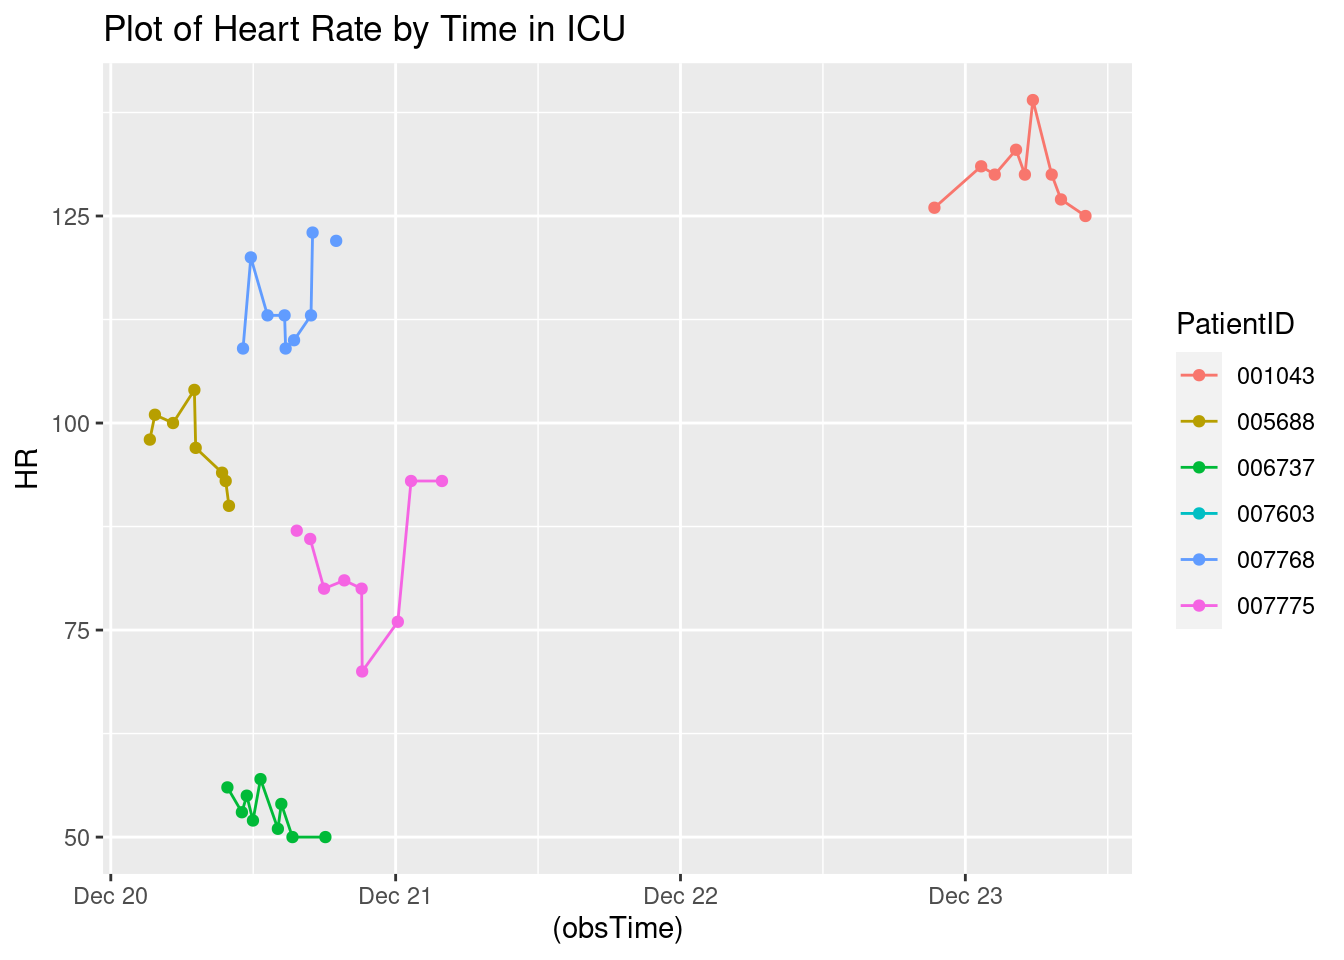 Plot of Heart Rate by Time in ICU
HR
125
100
75
50
Dec 20
Dec 21
Dec 22
Dec 23
(obsTime)
PatientID
001043
005688
006737
007603
007768
007775